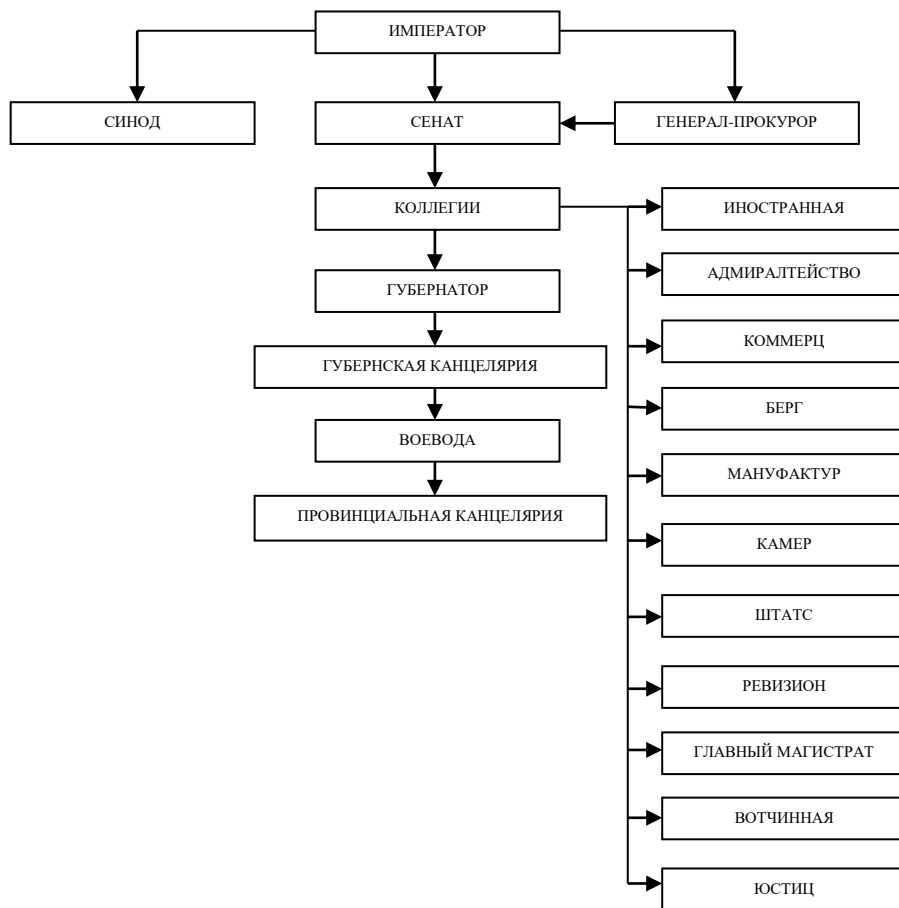 ИМПЕРАТОР
СИНОД
СЕНАТ
ГЕНЕРАЛ-ПРОКУРОР
КОЛЛЕГИИ
ИНОСТРАННАЯ
АДМИРАЛТЕЙСТВО
ГУБЕРНАТОР
КОММЕРЦ
ГУБЕРНСКАЯ КАНЦЕЛЯРИЯ
БЕРГ
ВОЕВОДА
МАНУФАКТУР
ПРОВИНЦИАЛЬНАЯ КАНЦЕЛЯРИЯ
КАМЕР
ШТАТС
РЕВИЗИОН
ГЛАВНЫЙ МАГИСТРАТ
ВОТЧИННАЯ
ЮСТИЦ